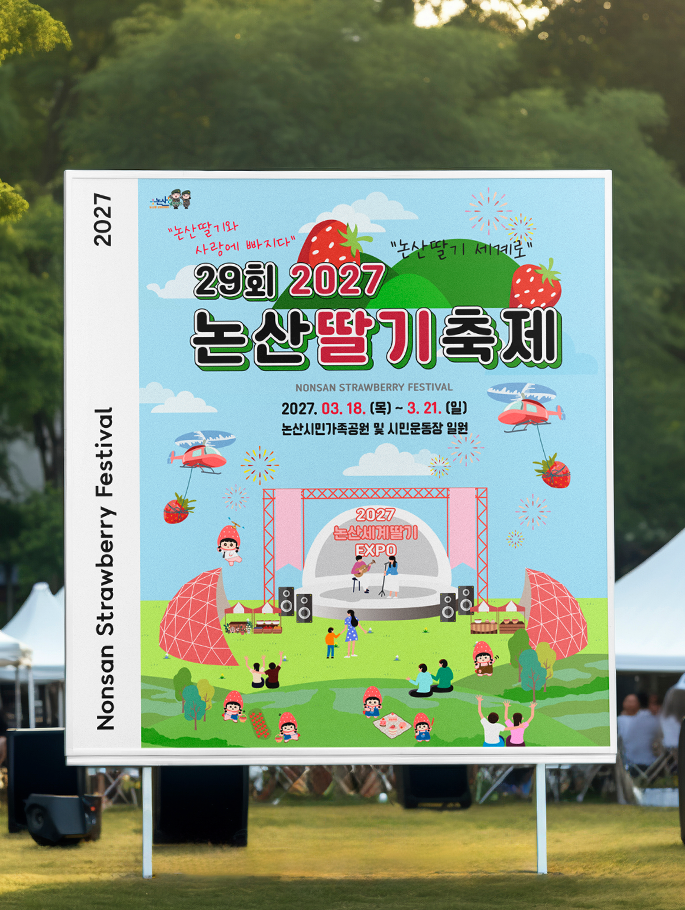 2027
Nonsan Strawberry Festival
논산
"논산딸기와
사랑에 빠지다"
"논산딸기 세계로"
29회 2027
논산딸기축제
NONSAN STRAWBERRY FESTIVAL
2027. 03. 18. (목) ~ 3. 21. (일)
논산시민가족공원 및 시민운동장 일원
2027
논산세계딸기
EXPO